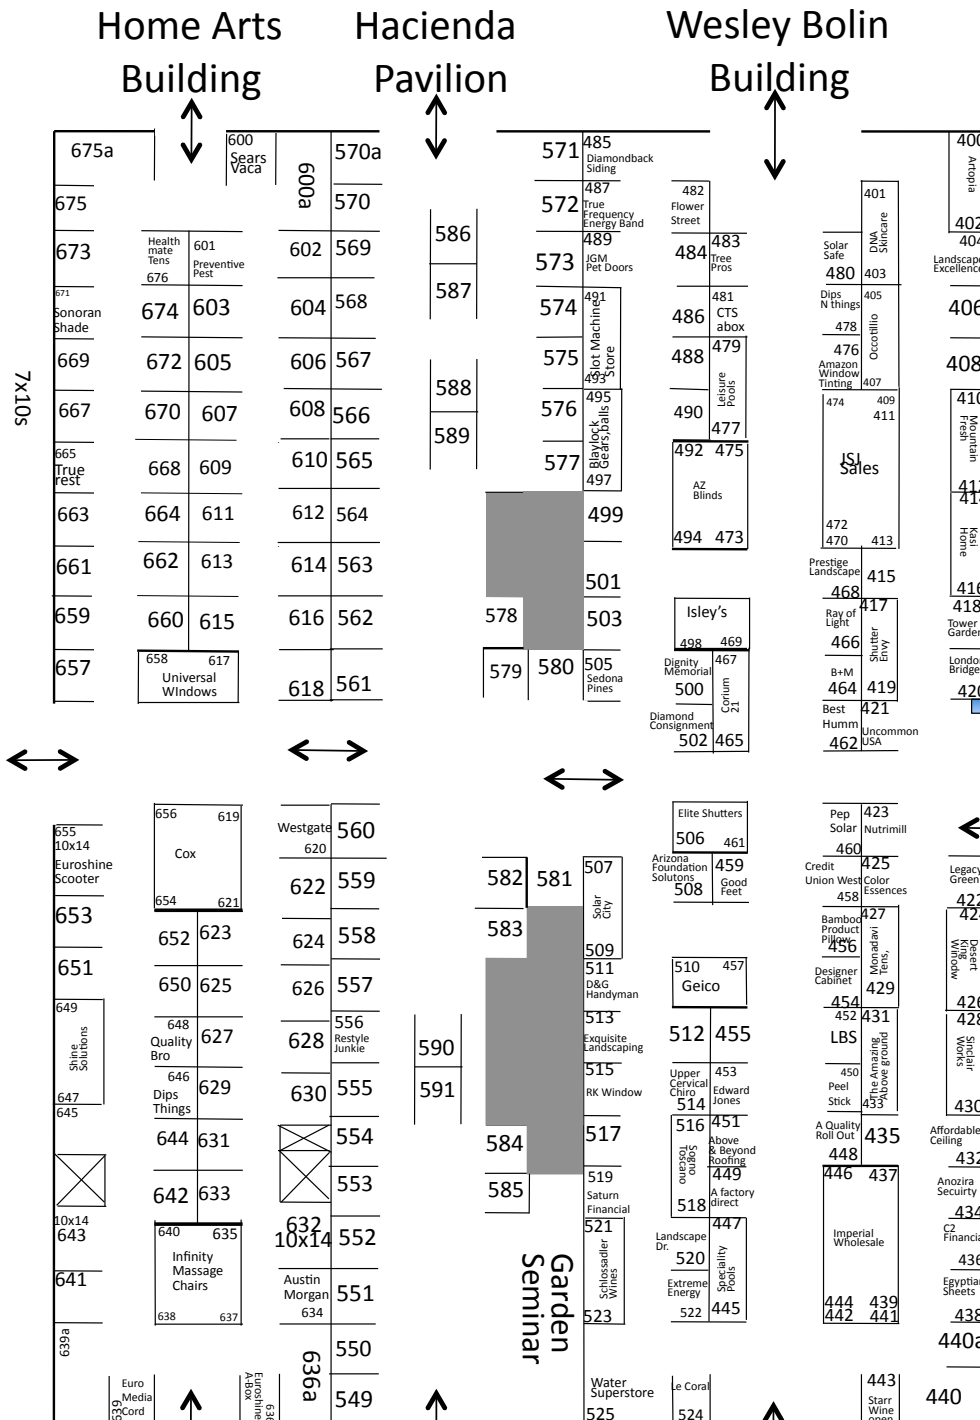 Home Arts
Building
Hacienda
Pavilion
Wesley Bolin
Building
7x10s
675a
675
673
671
Sonoran
Shade
669
667
665
True
rest
663
661
659
657
600
Sears
Vaca
Health
mate
Tens
676
601
Preventive
Pest
674
603
672
605
670
607
668
609
664
611
662
613
660
615
658
617
Universal
WIndows
600a
602
604
606
608
610
612
614
616
618
570a
570
569
568
567
566
565
564
563
562
561
586
587
588
589
571
572
573
574
575
576
577
578
579
580
485
Diamondback
Siding
487
True
Frequency
Energy Band
489
JGM
Pet Doors
491
Slot Machine
Store
493
495
Blaylock
Gears,balls
497
499
501
503
505
Sedona
Pines
482
Flower
Street
484
483
Tree
Pros
486
481
CTS
abox
488
479
Leisure
Pools
490
477
492
475
AZ
Blinds
494
473
Isley's
498
469
Dignity
Memorial
500
467
Corium
21
Diamond
Consignment
502
465
401
DNA
Skincare
403
Solar
Safe
480
Dips
N things
478
405
Occotillio
407
476
Amazon
Window
Tinting
474
409
411
JSJ
Sales
472
470
413
Prestige
Landscape
468
415
Ray of
Light
466
417
Shutter
Envy
419
B+M
464
Best
Humm
462
421
Uncommon
USA
400
Artopia
402
404
Landscape
Excellence
406
408
410
Mountain
Fresh
412
414
Kasi
Home
416
418
Tower
Garden
London
Bridge
420
655
10x14
Euroshine
Scooter
653
651
649
Shine
Solutions
647
645
10x14
643
641
639a
656
619
Cox
654
621
652
623
650
625
648
Quality
Bro
627
646
Dips
Things
629
644
631
642
633
640
635
Infinity
Massage
Chairs
638
637
Euro
Media
Cord
639
Euroshine
A-Box
Westgate
620
622
624
626
628
630
632
10x14
Austin
Morgan
634
636a
560
559
558
557
556
Restyle
Junkie
555
554
553
552
551
550
549
590
591
582
581
583
584
585
Garden
Seminar
507
Solar
City
509
511
D&G
Handyman
513
Exquisite
Landscaping
515
RK Window
517
519
Saturn
Financial
521
Schlossadler
Wines
523
Water
Superstore
525
Elite Shutters
506
461
Arizona
Foundation
Solutons
508
459
Good
Feet
510
457
Geico
512
455
Upper
Cervical
Chiro
514
453
Edward
Jones
516
Sogno
Toscano
518
451
Above
& Beyond
Roofing
449
A factory
direct
Landscape
Dr.
520
447
Speciality
Pools
445
Extreme
Energy
522
Le Coral
524
Pep
Solar
460
423
Nutrimill
Credit
Union West
458
425
Color
Essences
Bamboo
Product
Pillow
456
427
Monadavi
Tens,
429
Designer
Cabinet
454
452
LBS
431
The Amazing
Above ground
433
450
Peel
Stick
A Quality
Roll Out
448
435
446
437
Imperial
Wholesale
444
439
442
441
443
Starr
Wine
Legacy
Green
422
Desert
King
Winodw
426
428
Sinclair
Works
430
Affordable
Ceiling
432
Anozira
Secuirty
434
C2
Financia
436
Egyptian
Sheets
438
440a
440